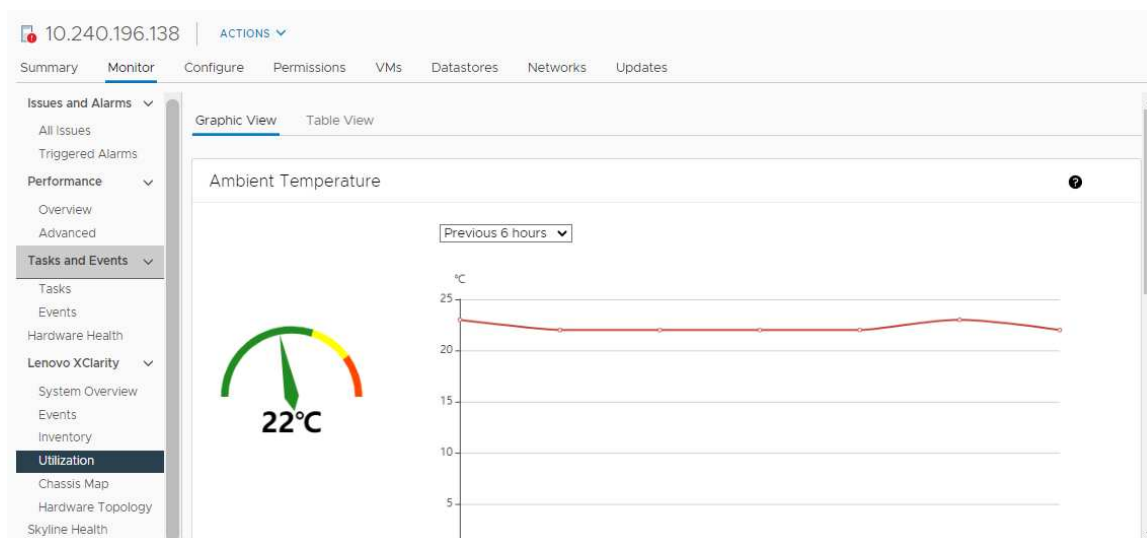 10.240.196.138 ACTIONS
Summary Monitor Configure Permissions VMs Datastores Networks Updates
Issues and Alarms
All Issues
Triggered Alarms
Performance
Overview
Advanced
Tasks and Events
Tasks
Events
Hardware Health
Lenovo XClarity
System Overview
Events
Inventory
Utilization
Chassis Map
Hardware Topology
Skyline Health
Graphic View Table View
Ambient Temperature ?
Previous 6 hours
22°C
°C
25
20
15
10
5